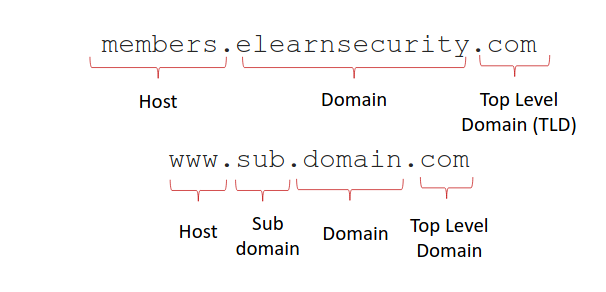 members.elearnsecurity.com
Host
Domain
Top Level
Domain (TLD)
www.sub.domain.com
Host
Sub
domain
Domain
Top Level
Domain